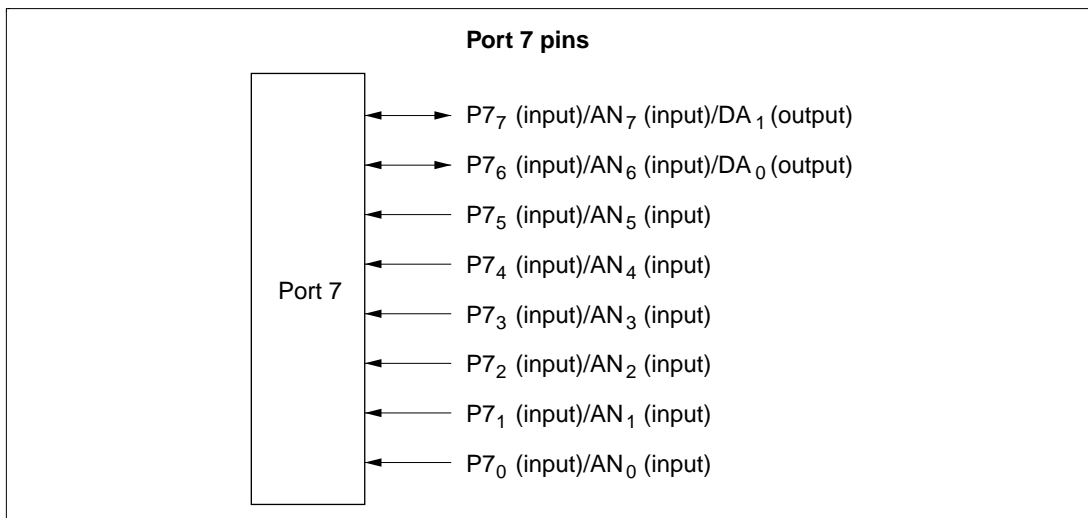 Port 7 pins
P7₇ (input)/AN₇ (input)/DA₁ (output)
P7₆ (input)/AN₆ (input)/DA₀ (output)
P7₅ (input)/AN₅ (input)
P7₄ (input)/AN₄ (input)
Port 7
P7₃ (input)/AN₃ (input)
P7₂ (input)/AN₂ (input)
P7₁ (input)/AN₁ (input)
P7₀ (input)/AN₀ (input)